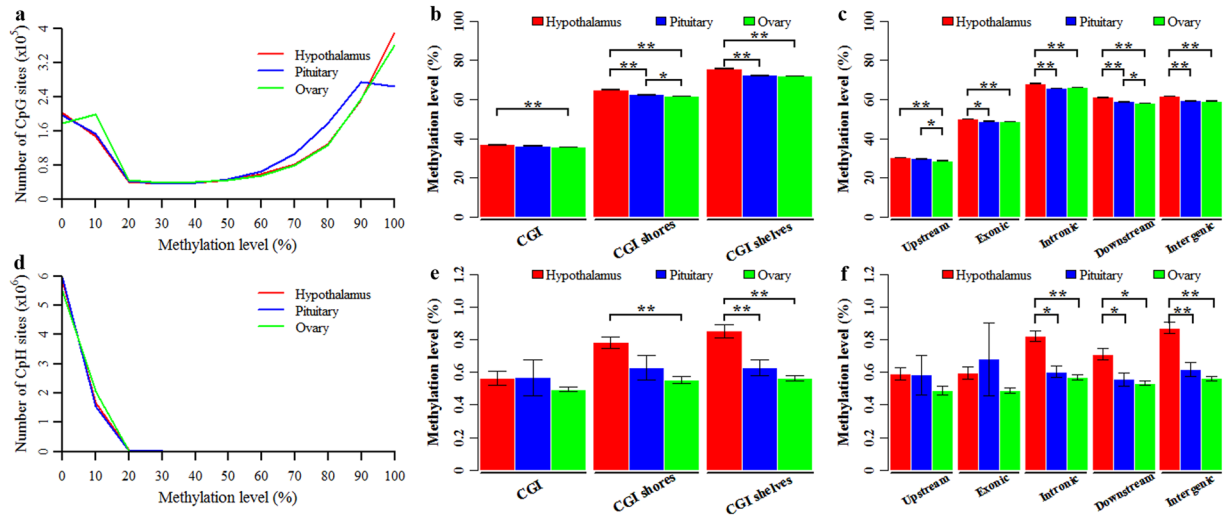 a
Number of CpG sites (x10⁵)
4
3.2
2.4
1.6
0.8
0
Hypothalamus
Pituitary
Ovary
0 10 20 30 40 50 60 70 80 90 100
Methylation level (%)
b
Hypothalamus Pituitary Ovary
Methylation level (%)
100
80
60
40
20
0
**
** ** *
** **
CGI CGI shores CGI shelves
c
Hypothalamus Pituitary Ovary
Methylation level (%)
100
80
60
40
20
0
** *
** *
** **
** ** *
** **
Upstream Exonic Intronic Downstream Intergenic
d
Number of CpH sites (x10⁶)
6
5
4
3
2
1
0
Hypothalamus
Pituitary
Ovary
0 10 20 30 40 50 60 70 80 90 100
Methylation level (%)
e
Hypothalamus Pituitary Ovary
Methylation level (%)
1.2
1.0
0.8
0.6
0.4
0.2
0
**
** **
CGI CGI shores CGI shelves
f
Hypothalamus Pituitary Ovary
Methylation level (%)
1.2
1.0
0.8
0.6
0.4
0.2
0
** *
* *
** **
Upstream Exonic Intronic Downstream Intergenic